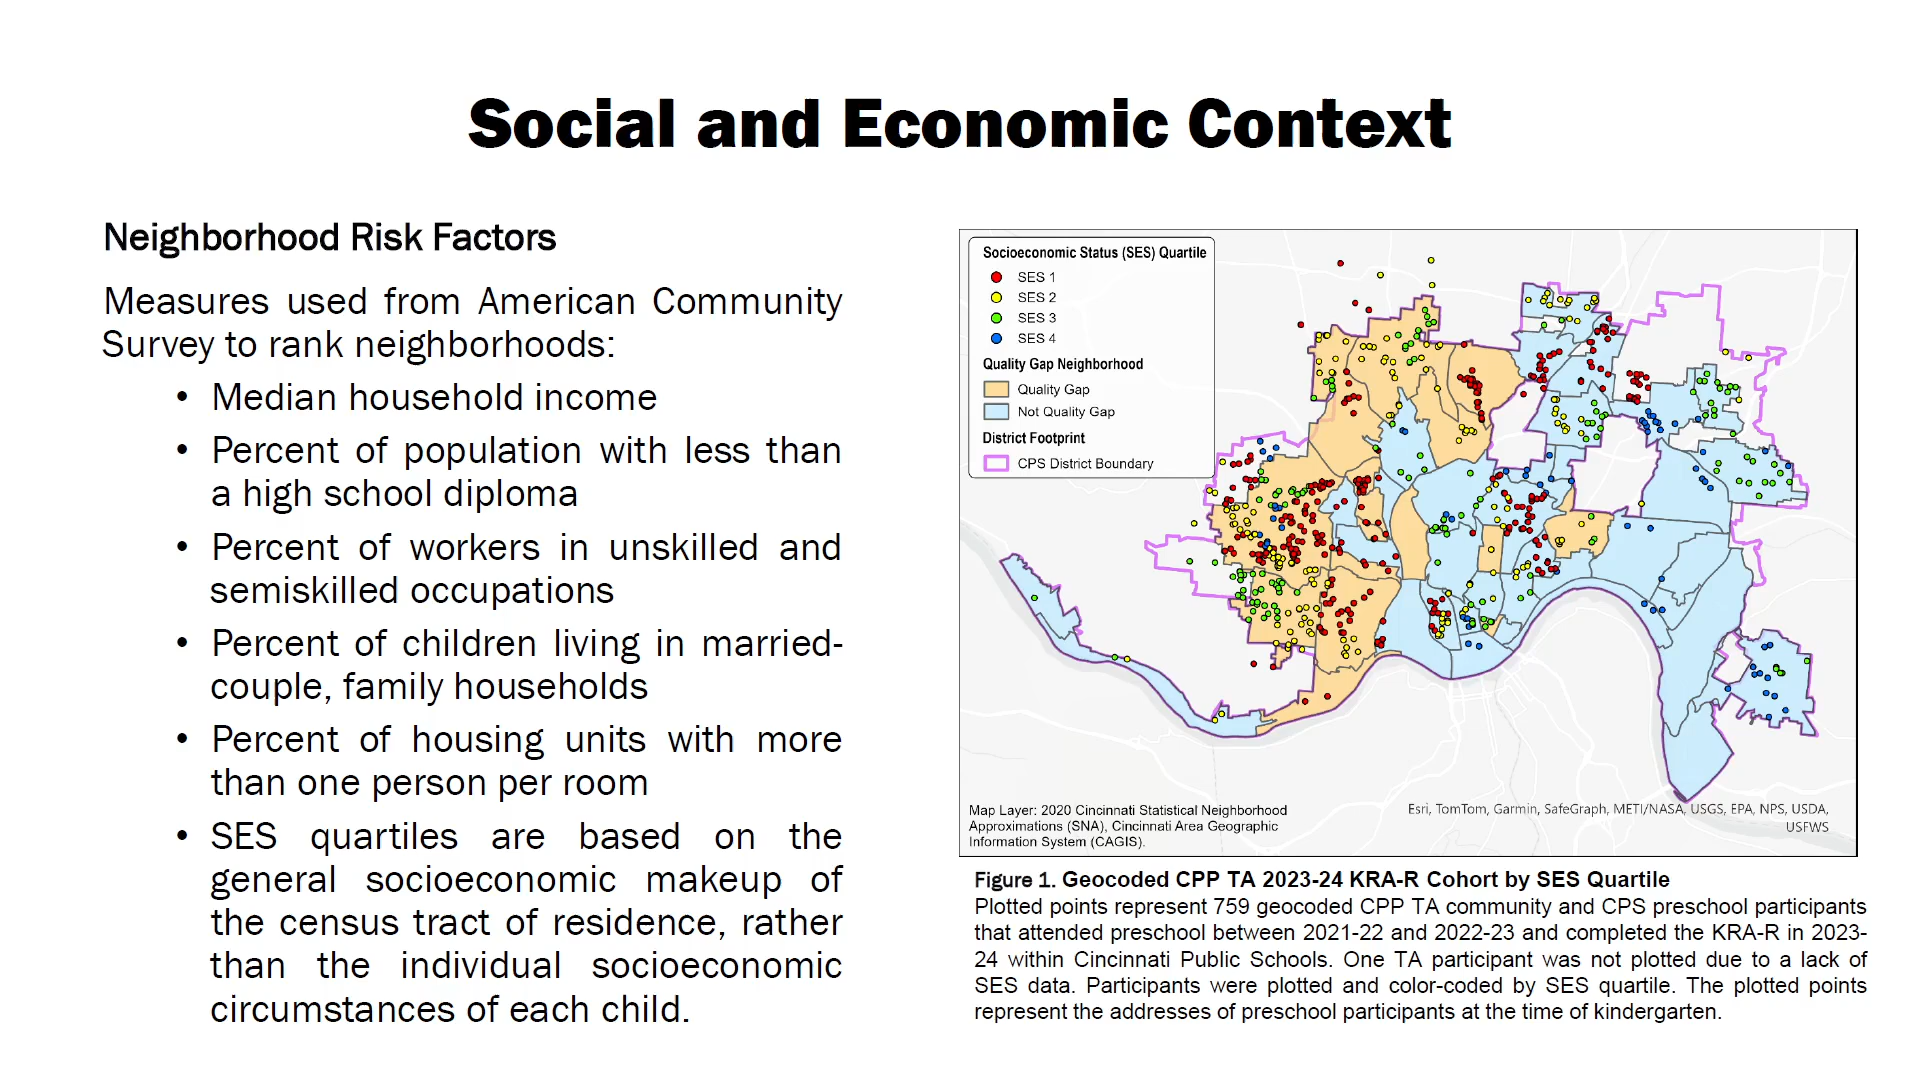 Social and Economic Context
Neighborhood Risk Factors
Measures used from American Community
Survey to rank neighborhoods:
• Median household income
• Percent of population with less than
a high school diploma
• Percent of workers in unskilled and
semiskilled occupations
• Percent of children living in married-
couple, family households
• Percent of housing units with more
than one person per room
• SES quartiles are based on the
general socioeconomic makeup of
the census tract of residence, rather
than the individual socioeconomic
circumstances of each child.
Socioeconomic Status (SES) Quartile
SES 1
SES 2
SES 3
SES 4
Quality Gap Neighborhood
Quality Gap
Not Quality Gap
District Footprint
CPS District Boundary
Map Layer: 2020 Cincinnati Statistical Neighborhood
Approximations (SNA), Cincinnati Area Geographic
Information System (CAGIS).
Esri, TomTom, Garmin, SafeGraph, METI/NASA, USGS, EPA, NPS, USDA,
USFWS
Figure 1. Geocoded CPP TA 2023-24 KRA-R Cohort by SES Quartile
Plotted points represent 759 geocoded CPP TA community and CPS preschool participants
that attended preschool between 2021-22 and 2022-23 and completed the KRA-R in 2023-
24 within Cincinnati Public Schools. One TA participant was not plotted due to a lack of
SES data. Participants were plotted and color-coded by SES quartile. The plotted points
represent the addresses of preschool participants at the time of kindergarten.